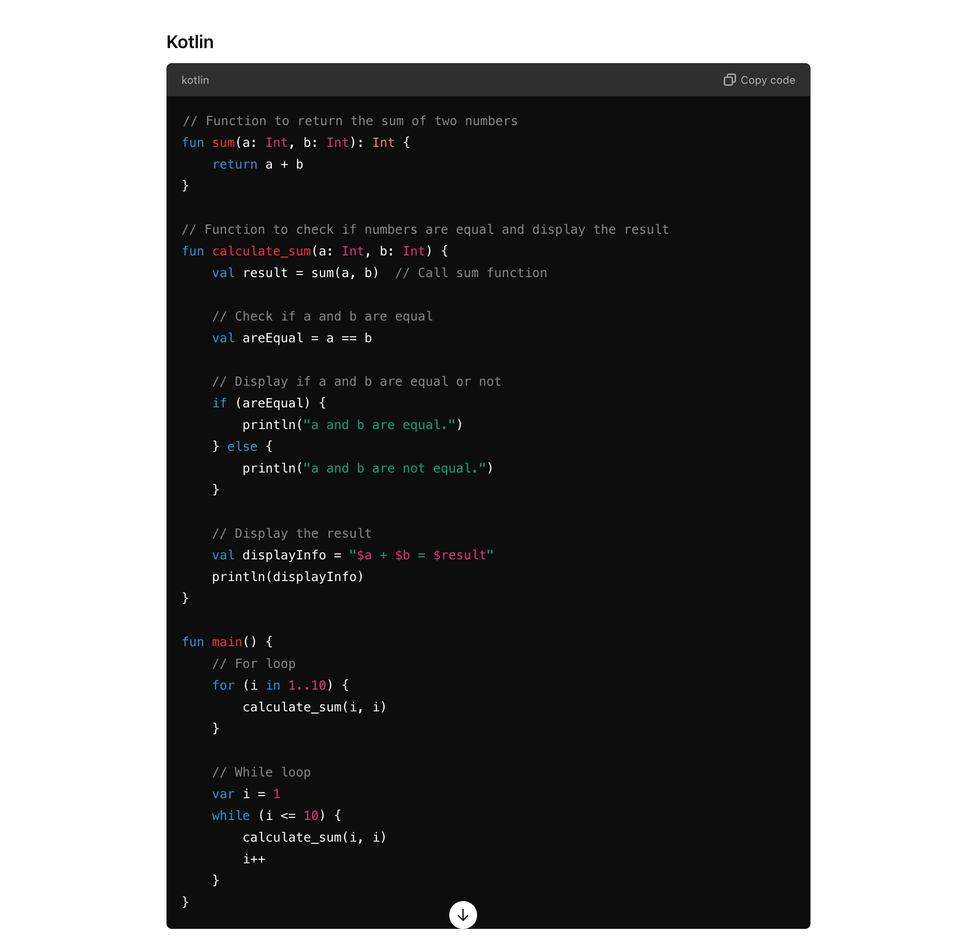 Kotlin
kotlin
Copy code
// Function to return the sum of two numbers
fun sum(a: Int, b: Int): Int {
    return a + b
}

// Function to check if numbers are equal and display the result
fun calculate_sum(a: Int, b: Int) {
    val result = sum(a, b)  // Call sum function

    // Check if a and b are equal
    val areEqual = a == b

    // Display if a and b are equal or not
    if (areEqual) {
        println("a and b are equal.")
    } else {
        println("a and b are not equal.")
    }

    // Display the result
    val displayInfo = "$a + $b = $result"
    println(displayInfo)
}

fun main() {
    // For loop
    for (i in 1..10) {
        calculate_sum(i, i)
    }

    // While loop
    var i = 1
    while (i <= 10) {
        calculate_sum(i, i)
        i++
    }
}